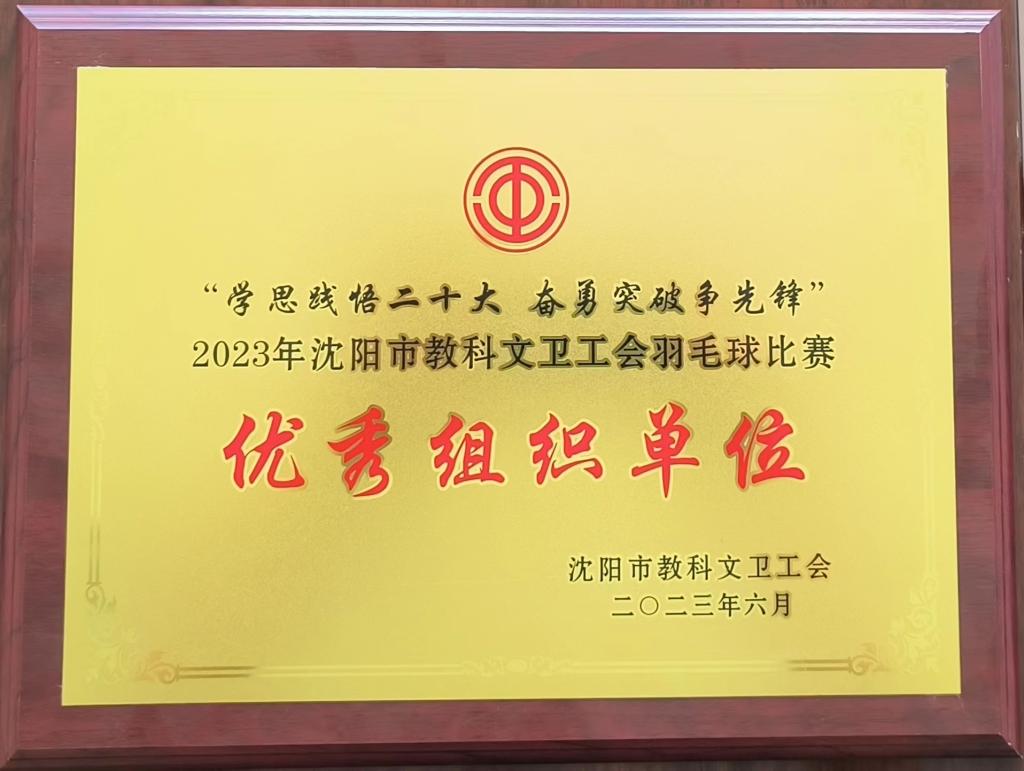 “学思践悟二十大 奋勇突破争先锋”
2023年沈阳市教科文卫工会羽毛球比赛
优秀组织单位
沈阳市教科文卫工会
二〇二三年六月